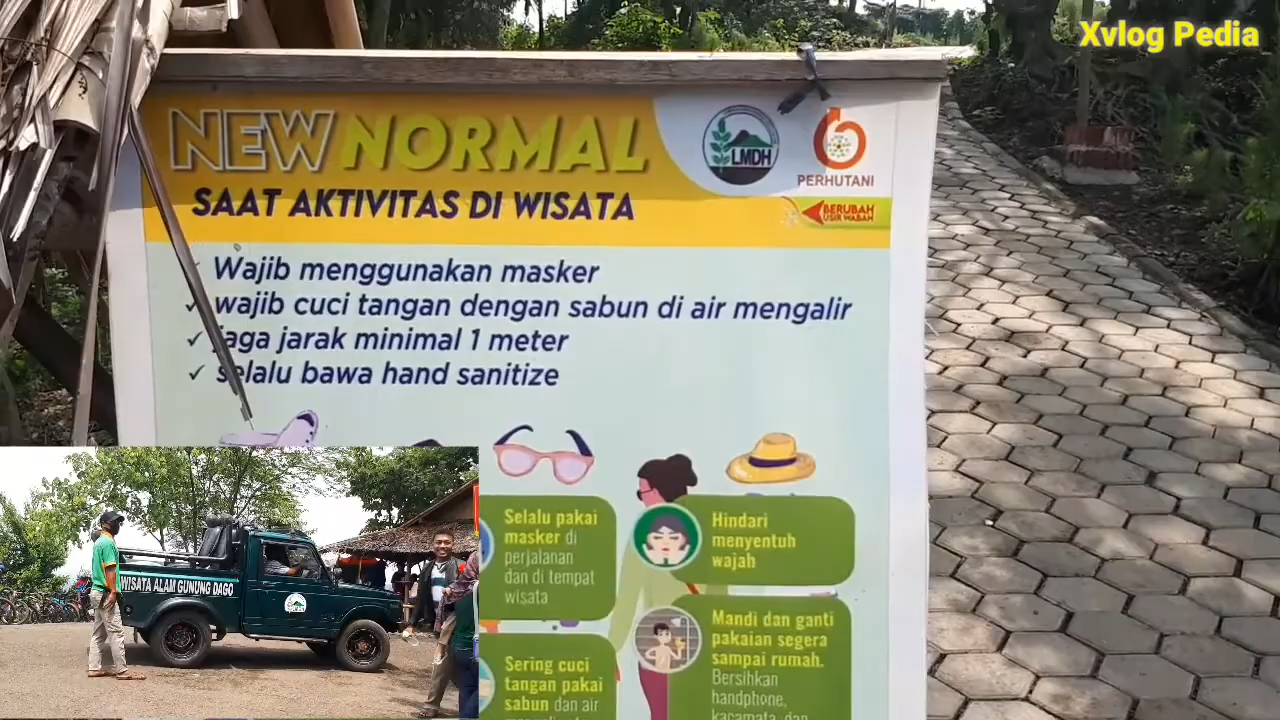 Xvlog Pedia
NEW NORMAL
SAAT AKTIVITAS DI WISATA
LMDH
PERHUTANI
BERUBAH
USIR WABAH
Wajib menggunakan masker
wajib cuci tangan dengan sabun di air mengalir
jaga jarak minimal 1 meter
selalu bawa hand sanitize
Selalu pakai
masker di
perjalanan
dan di tempat
wisata
Hindari
menyentuh
wajah
Sering cuci
tangan pakai
sabun dan air
Mandi dan ganti
pakaian segera
sampai rumah.
Bersihkan
handphone,
kacamata, dan
WISATA ALAM GUNUNG DAGO